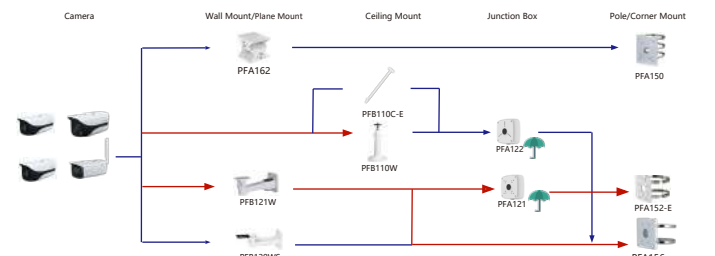 Camera Wall Mount/Plane Mount Ceiling Mount Junction Box Pole/Corner Mount
PFA162
PFA150
PFB110C-E
PFA122
PFB110W
PFB121W
PFA121
PFA152-E